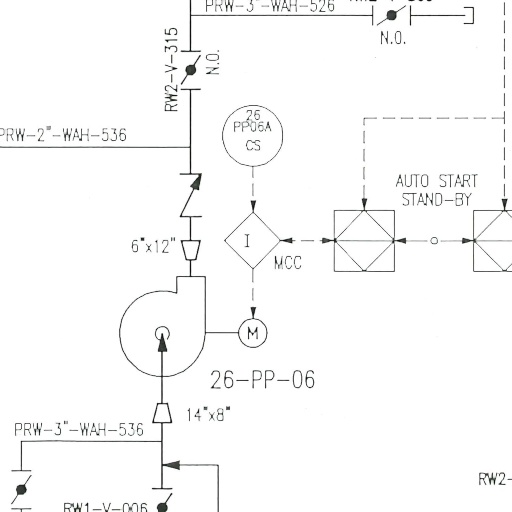 PRW-3"-WAH-526
N.O.
RW2-V-315
N.O.
PRW-2"-WAH-536
26
PP06A
CS
AUTO START
STAND-BY
6"x12"
I
MCC
M
26-PP-06
14"x8"
PRW-3"-WAH-536
RW2-
RW1-V-006